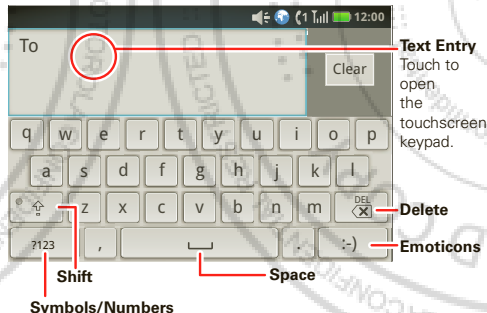 12:00
To
Clear
Text Entry
Touch to
open
the
touchscreen
keypad.
q w e r t y u i o p
a s d f g h j k l
z x c v b n m DEL
?123 , . :-)
Delete
Emoticons
Shift
Space
Symbols/Numbers